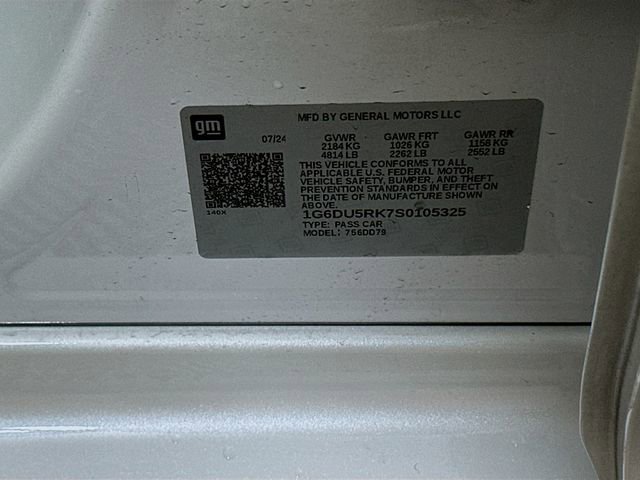 gm
MFD BY GENERAL MOTORS LLC
07/24 GVWR GAWR FRT GAWR RR
2184 KG 1026 KG 1158 KG
4814 LB 2262 LB 2552 LB
THIS VEHICLE CONFORMS TO ALL
APPLICABLE U.S. FEDERAL MOTOR
VEHICLE SAFETY, BUMPER, AND THEFT
PREVENTION STANDARDS IN EFFECT ON
THE DATE OF MANUFACTURE SHOWN
ABOVE.
140X
1G6DU5RK7S0105325
TYPE: PASS CAR
MODEL: 756DD79